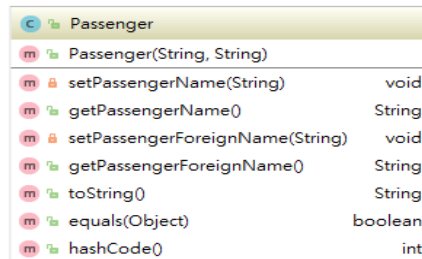 C Passenger
m Passenger(String, String)
m setPassengerName(String) void
m getPassengerName() String
m setPassengerForeignName(String) void
m getPassengerForeignName() String
m toString() String
m equals(Object) boolean
m hashCode() int